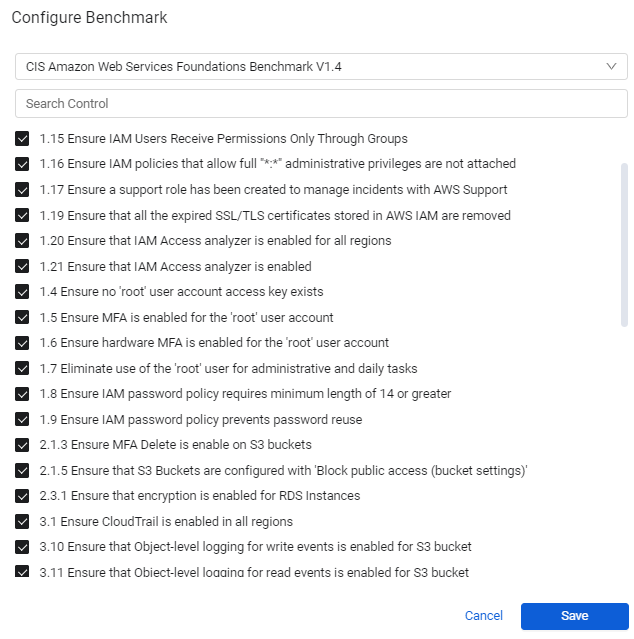 Configure Benchmark
CIS Amazon Web Services Foundations Benchmark V1.4
Search Control
1.15 Ensure IAM Users Receive Permissions Only Through Groups
1.16 Ensure IAM policies that allow full "*:*" administrative privileges are not attached
1.17 Ensure a support role has been created to manage incidents with AWS Support
1.19 Ensure that all the expired SSL/TLS certificates stored in AWS IAM are removed
1.20 Ensure that IAM Access analyzer is enabled for all regions
1.21 Ensure that IAM Access analyzer is enabled
1.4 Ensure no 'root' user account access key exists
1.5 Ensure MFA is enabled for the 'root' user account
1.6 Ensure hardware MFA is enabled for the 'root' user account
1.7 Eliminate use of the 'root' user for administrative and daily tasks
1.8 Ensure IAM password policy requires minimum length of 14 or greater
1.9 Ensure IAM password policy prevents password reuse
2.1.3 Ensure MFA Delete is enable on S3 buckets
2.1.5 Ensure that S3 Buckets are configured with 'Block public access (bucket settings)'
2.3.1 Ensure that encryption is enabled for RDS Instances
3.1 Ensure CloudTrail is enabled in all regions
3.10 Ensure that Object-level logging for write events is enabled for S3 bucket
3.11 Ensure that Object-level logging for read events is enabled for S3 bucket
Cancel
Save